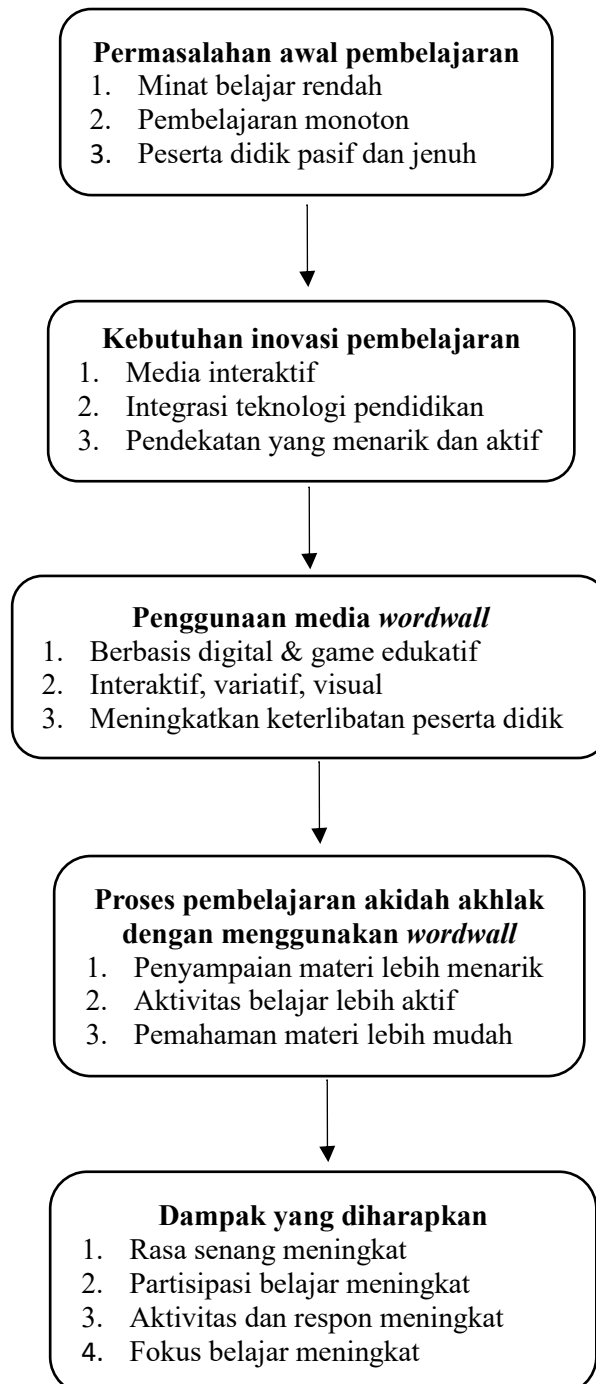 Permasalahan awal pembelajaran
1. Minat belajar rendah
2. Pembelajaran monoton
3. Peserta didik pasif dan jenuh
Kebutuhan inovasi pembelajaran
1. Media interaktif
2. Integrasi teknologi pendidikan
3. Pendekatan yang menarik dan aktif
Penggunaan media wordwall
1. Berbasis digital & game edukatif
2. Interaktif, variatif, visual
3. Meningkatkan keterlibatan peserta didik
Proses pembelajaran akidah akhlak
dengan menggunakan wordwall
1. Penyampaian materi lebih menarik
2. Aktivitas belajar lebih aktif
3. Pemahaman materi lebih mudah
Dampak yang diharapkan
1. Rasa senang meningkat
2. Partisipasi belajar meningkat
3. Aktivitas dan respon meningkat
4. Fokus belajar meningkat